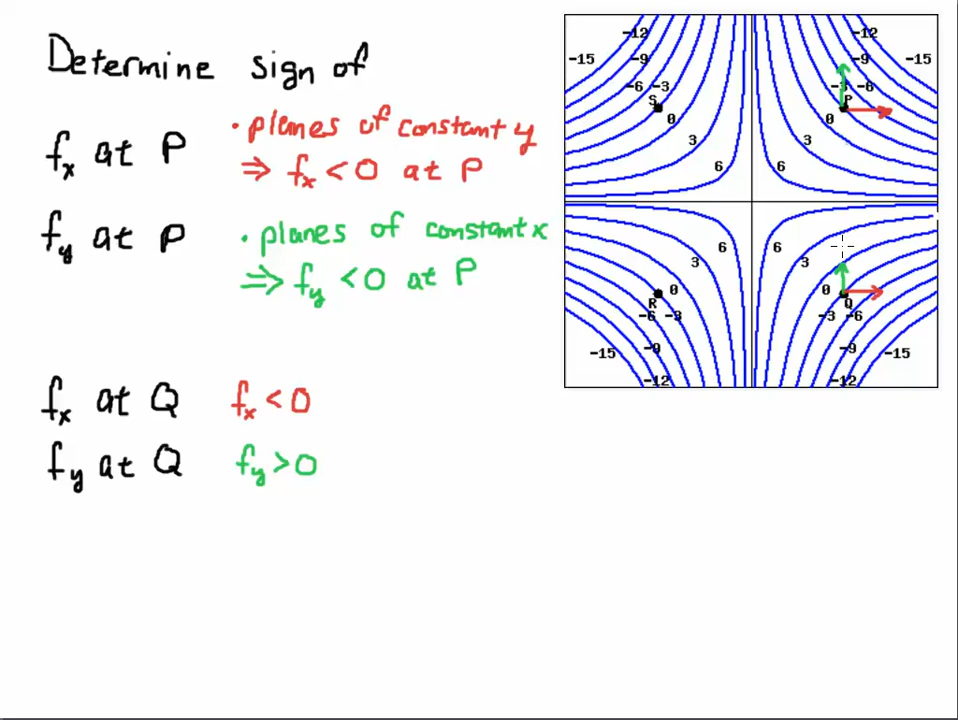 Determine sign of
fx at P
• planes of constant y
⇒ fx < 0 at P
fy at P
• planes of constant x
⇒ fy < 0 at P
fx at Q fx < 0
fy at Q fy > 0
-12 -12
-15 -9 -9 -15
-6 -3 -3 -6
S P
0 0
3 3
6 6
6 6
3 3
0 0
R Q
-6 -3 -3 -6
-15 -9 -9 -15
-12 -12